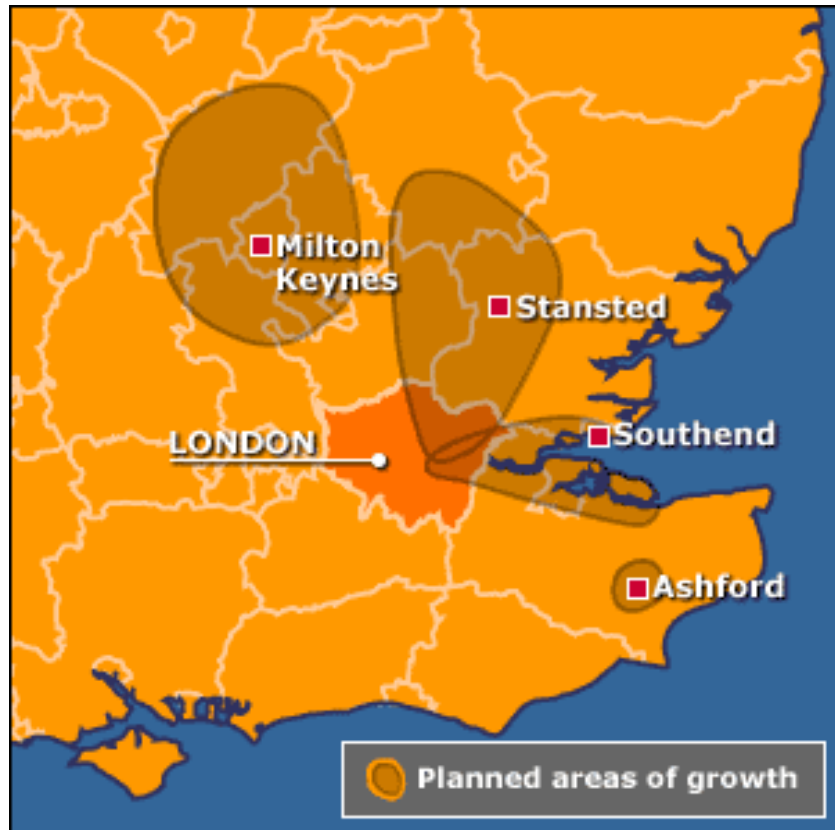 Milton
Keynes
Stansted
LONDON
Southend
Ashford
Planned areas of growth